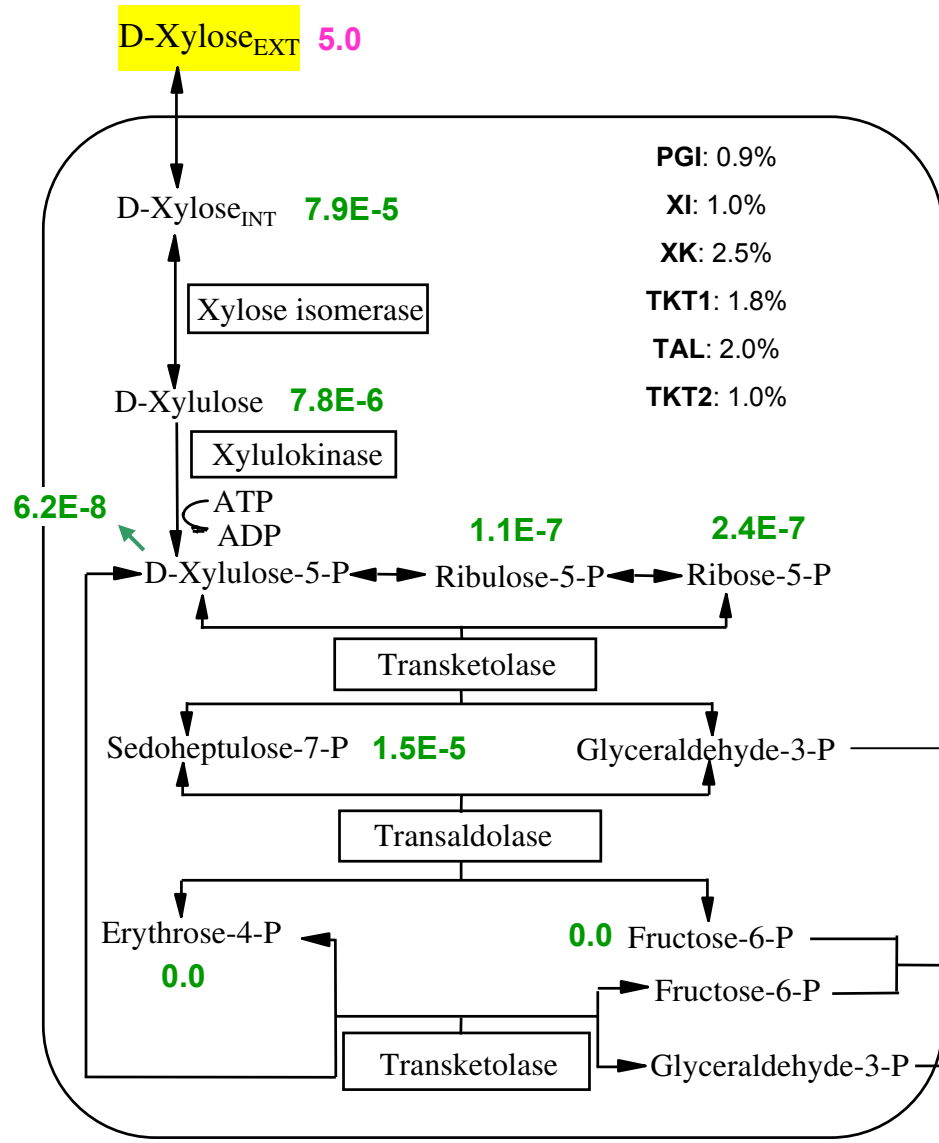 D-XyloseEXT 5.0
PGI: 0.9%
D-XyloseINT 7.9E-5
XI: 1.0%
XK: 2.5%
Xylose isomerase
TKT1: 1.8%
TAL: 2.0%
D-Xylulose 7.8E-6
TKT2: 1.0%
Xylulokinase
6.2E-8
ATP
ADP
1.1E-7
2.4E-7
D-Xylulose-5-P
Ribulose-5-P
Ribose-5-P
Transketolase
Sedoheptulose-7-P 1.5E-5
Glyceraldehyde-3-P
Transaldolase
Erythrose-4-P
0.0 Fructose-6-P
0.0
Fructose-6-P
Transketolase
Glyceraldehyde-3-P